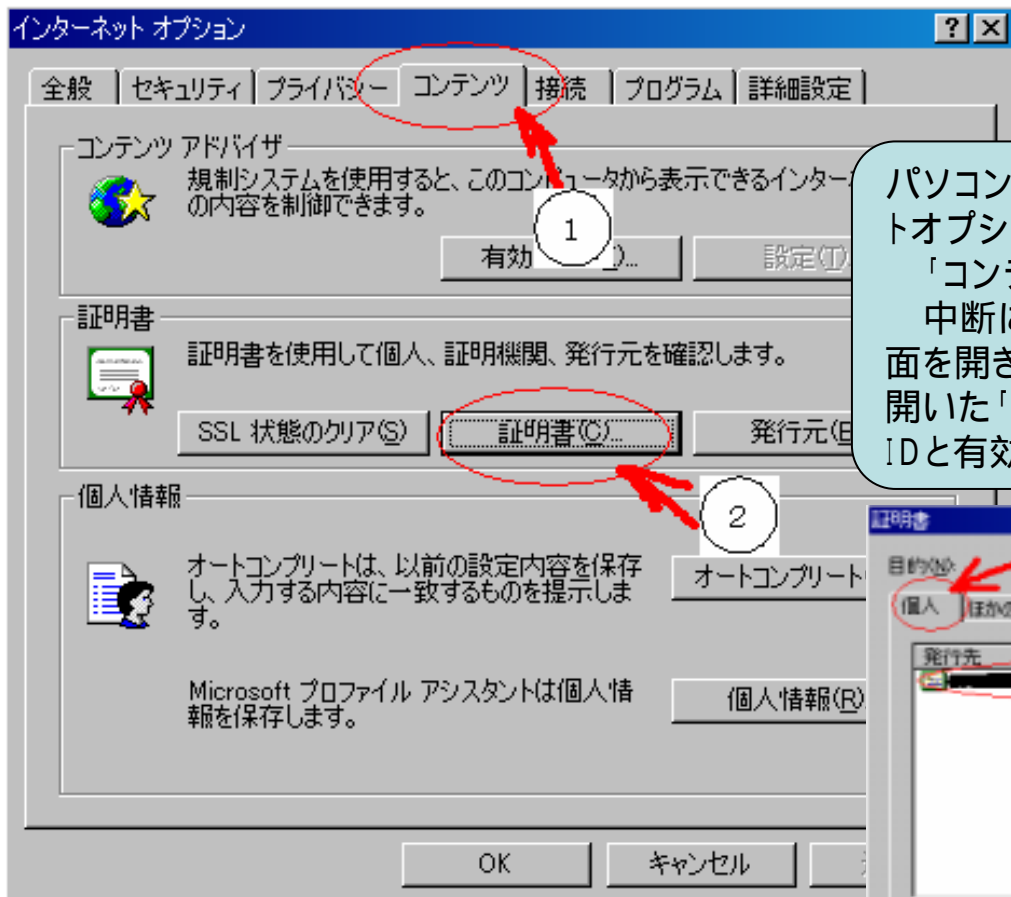 インターネット オプション
全般 セキュリティ プライバシー コンテンツ 接続 プログラム 詳細設定
コンテンツ アドバイザ
規制システムを使用すると、このコンピュータから表示できるインター
の内容を制御できます。
1
有効
設定(T)
証明書
証明書を使用して個人、証明機関、発行元を確認します。
SSL 状態のクリア(S) 証明書(C)... 発行元(
2
個人情報
オートコンプリートは、以前の設定内容を保存
し、入力する内容に一致するものを提示しま
す。
オートコンプリート
Microsoft プロファイル アシスタントは個人情
報を保存します。
個人情報(R)
OK キャンセル
パソコン
トオプシ
「コン
中断に
面を開き
開いた「
IDと有効
証明書
目的(N):
個人 ほかの
発行先